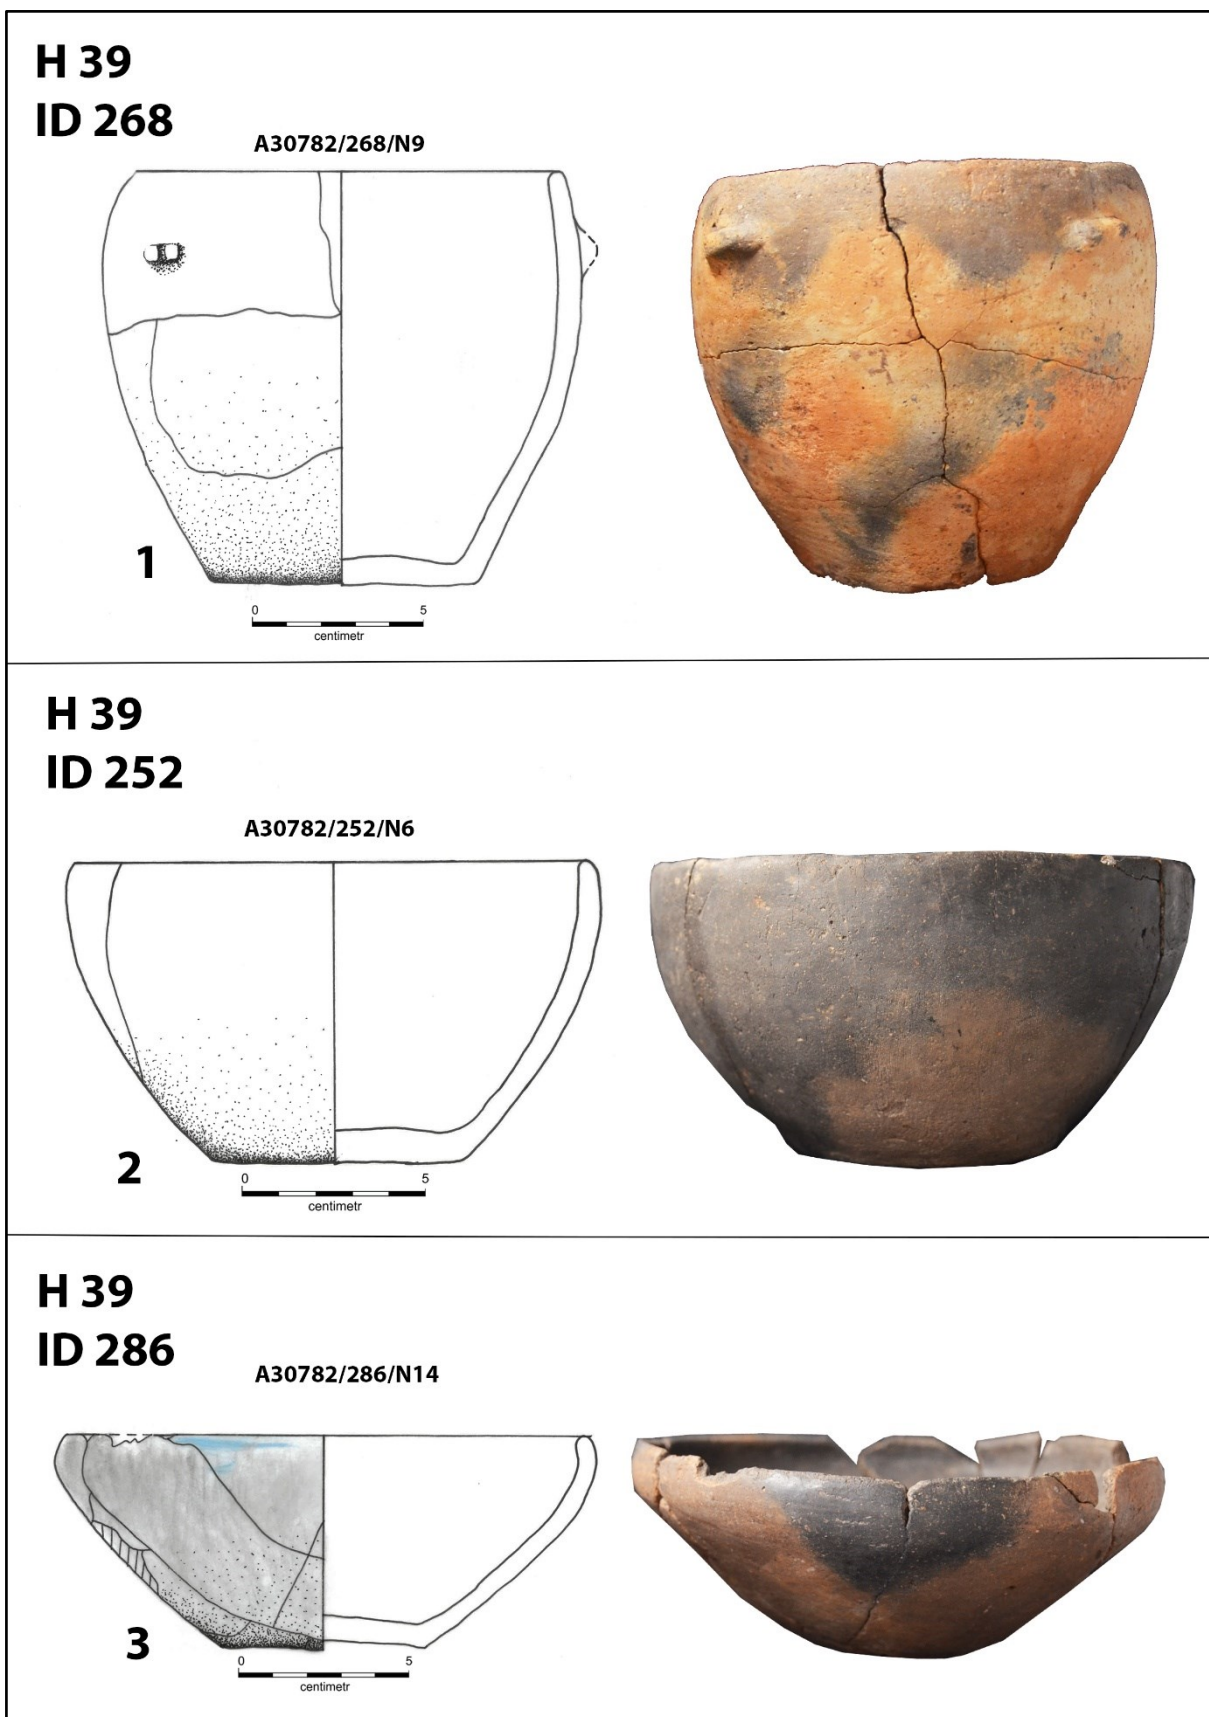 H 39
ID 268
A30782/268/N9
1
0 5
centimetr
H 39
ID 252
A30782/252/N6
2
0 5
centimetr
H 39
ID 286
A30782/286/N14
3
0 5
centimetr